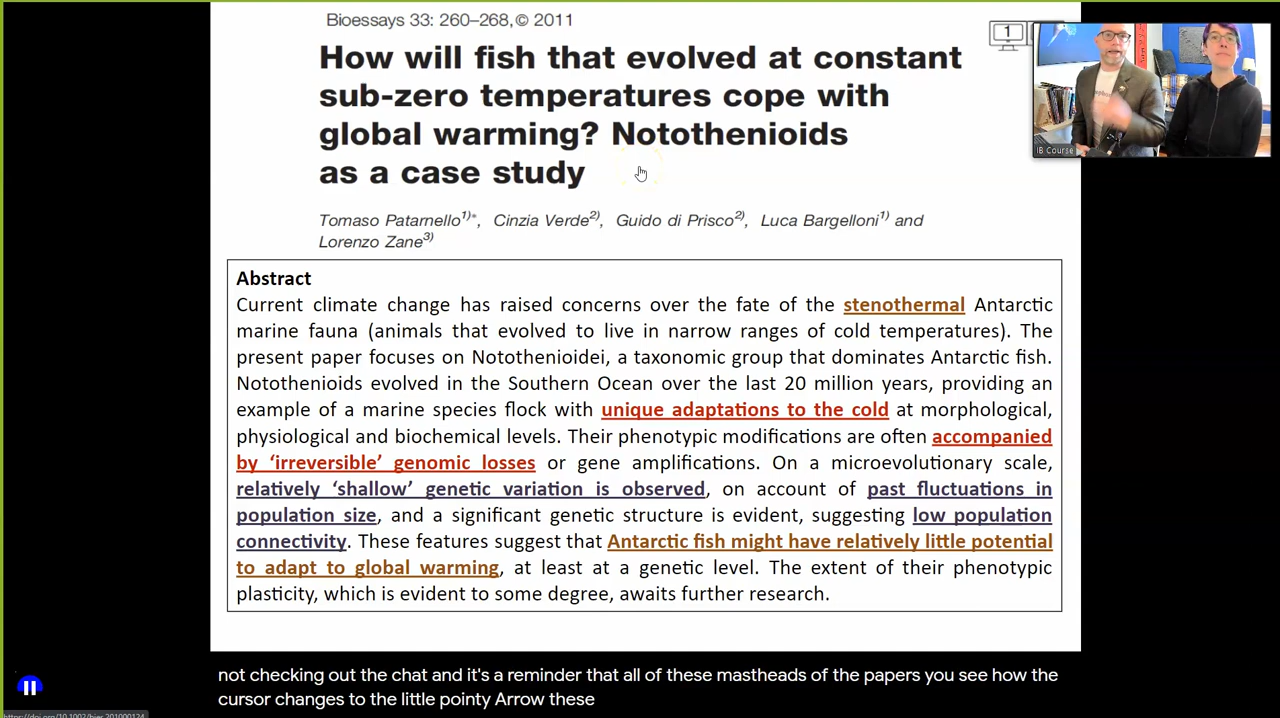 Bioessays 33: 260–268, © 2011
1
How will fish that evolved at constant
sub-zero temperatures cope with
global warming? Notothenioids
as a case study
IB Course
Tomaso Patarnello1)*, Cinzia Verde2), Guido di Prisco2), Luca Bargelloni1) and
Lorenzo Zane3)
Abstract
Current climate change has raised concerns over the fate of the stenothermal Antarctic
marine fauna (animals that evolved to live in narrow ranges of cold temperatures). The
present paper focuses on Notothenioidei, a taxonomic group that dominates Antarctic fish.
Notothenioids evolved in the Southern Ocean over the last 20 million years, providing an
example of a marine species flock with unique adaptations to the cold at morphological,
physiological and biochemical levels. Their phenotypic modifications are often accompanied
by ‘irreversible’ genomic losses or gene amplifications. On a microevolutionary scale,
relatively ‘shallow’ genetic variation is observed, on account of past fluctuations in
population size, and a significant genetic structure is evident, suggesting low population
connectivity. These features suggest that Antarctic fish might have relatively little potential
to adapt to global warming, at least at a genetic level. The extent of their phenotypic
plasticity, which is evident to some degree, awaits further research.
not checking out the chat and it's a reminder that all of these mastheads of the papers you see how the
cursor changes to the little pointy Arrow these